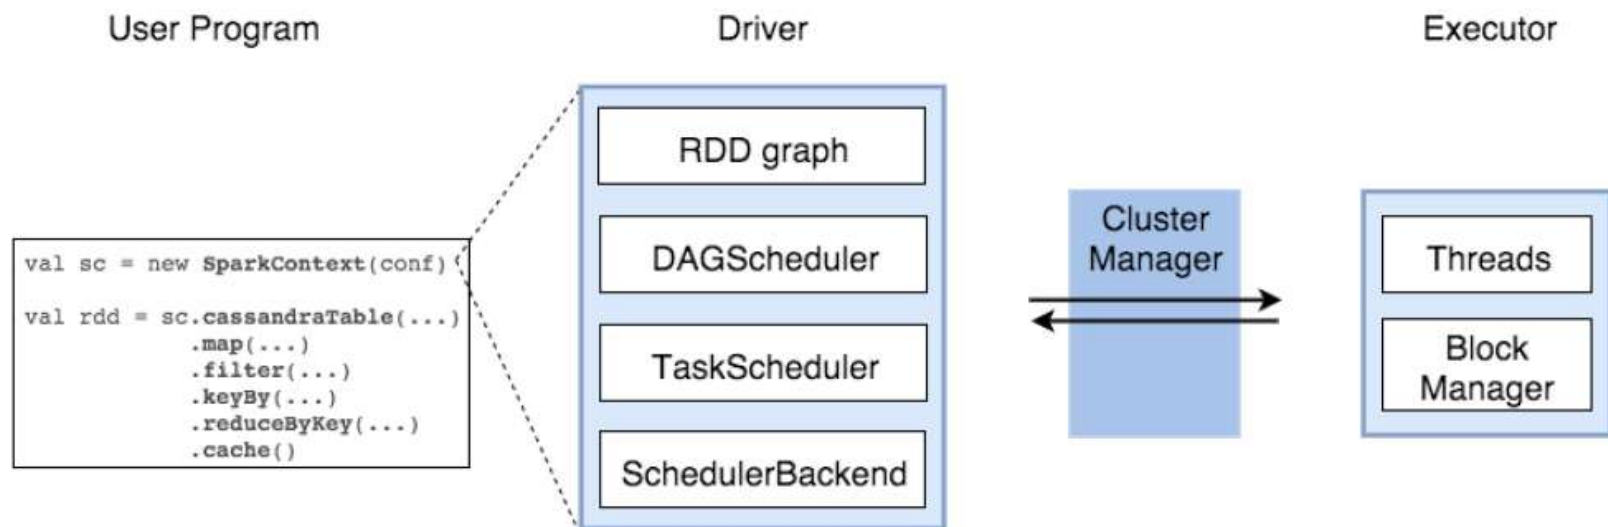 User Program
val sc = new SparkContext(conf)
val rdd = sc.cassandraTable(...)
.map(...)
.filter(...)
.keyBy(...)
.reduceByKey(...)
.cache()
Driver
RDD graph
DAGScheduler
TaskScheduler
SchedulerBackend
Cluster
Manager
Executor
Threads
Block
Manager